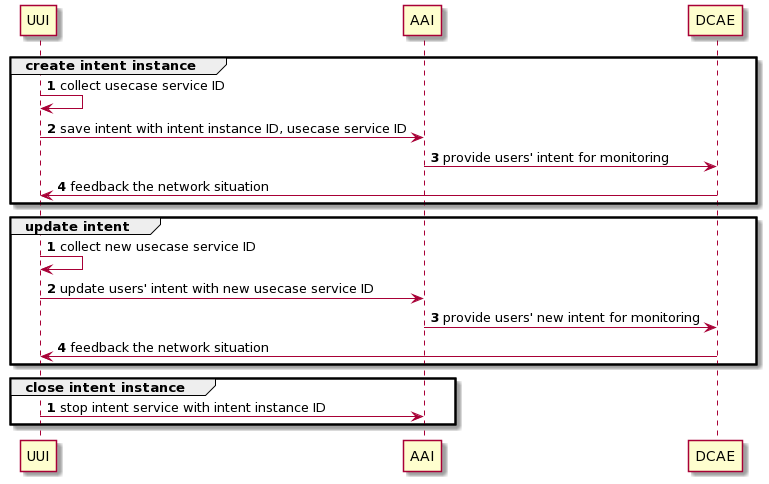 UUI AAI DCAE
create intent instance
1 collect usecase service ID
2 save intent with intent instance ID, usecase service ID
3 provide users' intent for monitoring
4 feedback the network situation
update intent
1 collect new usecase service ID
2 update users' intent with new usecase service ID
3 provide users' new intent for monitoring
4 feedback the network situation
close intent instance
1 stop intent service with intent instance ID
UUI AAI DCAE